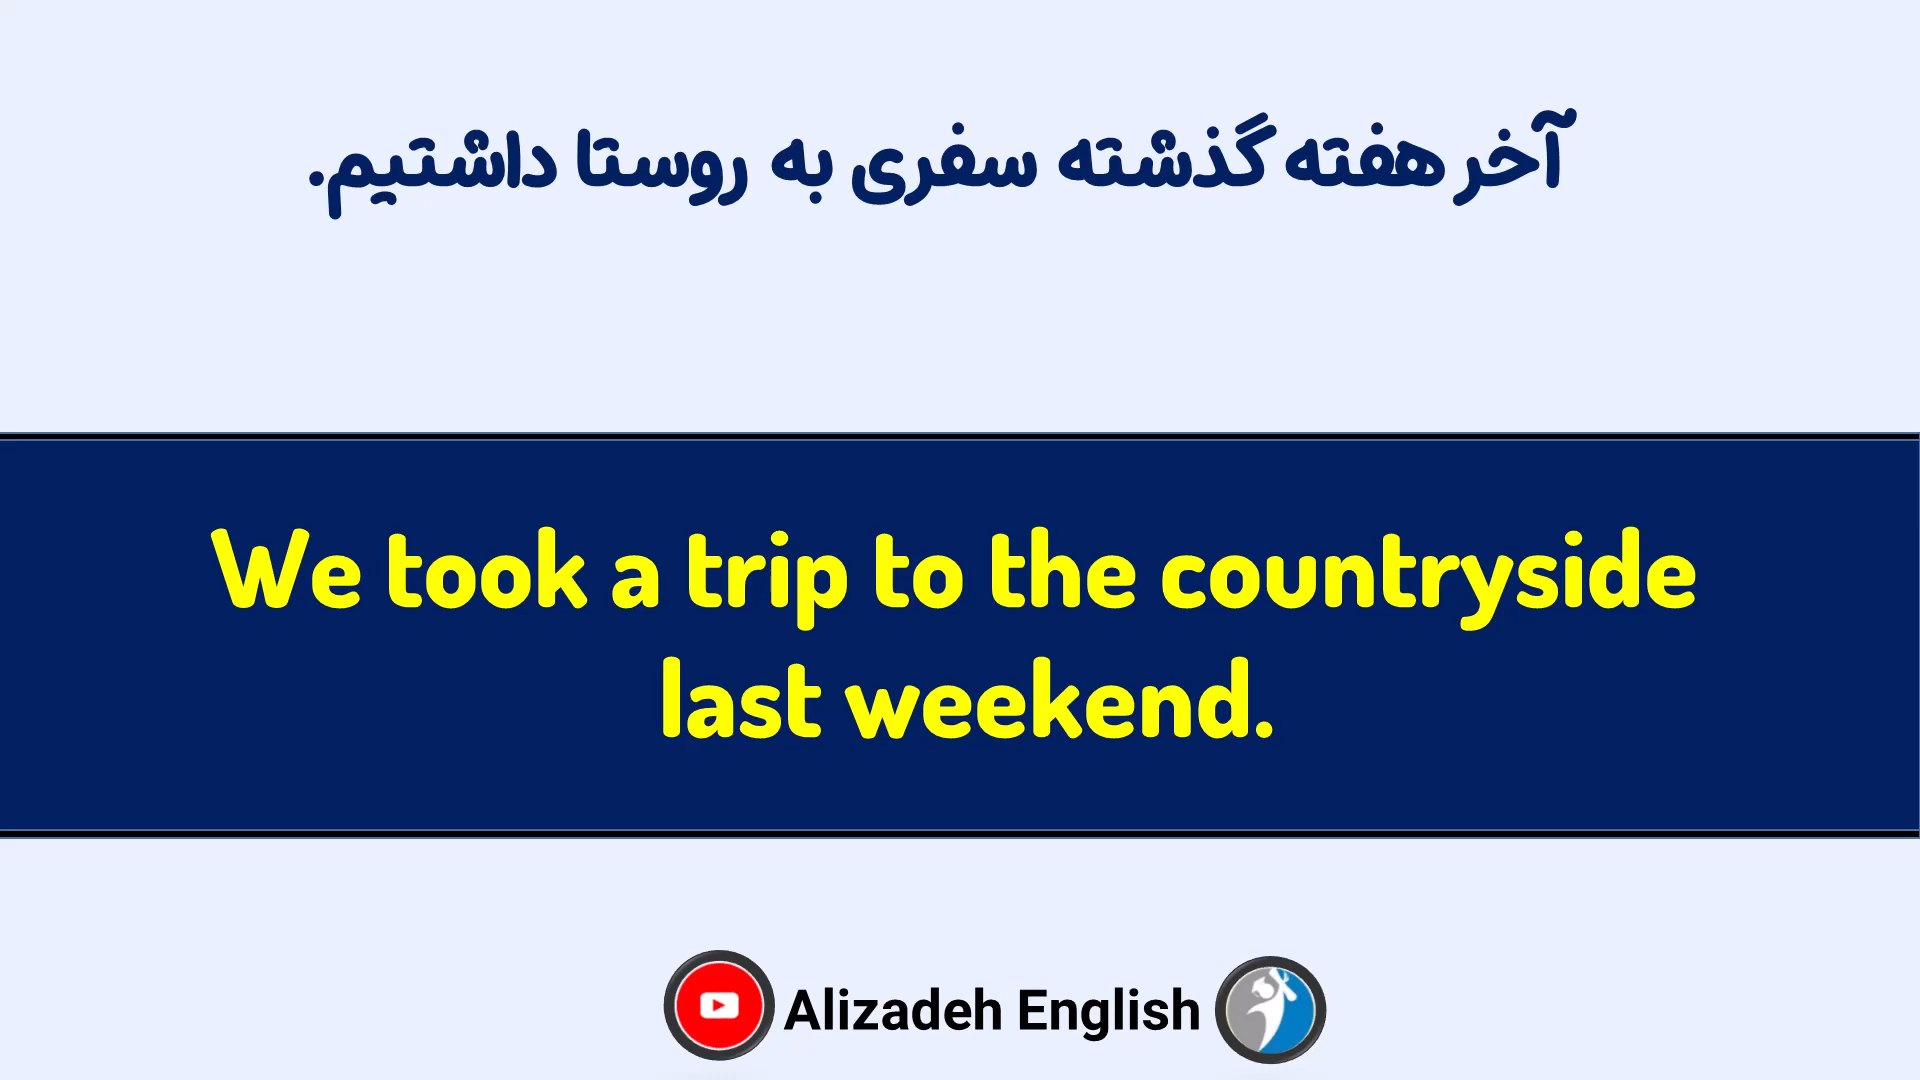 آخر هفته گذشته سفری به روستا داشتیم.
We took a trip to the countryside
last weekend.
Alizadeh English